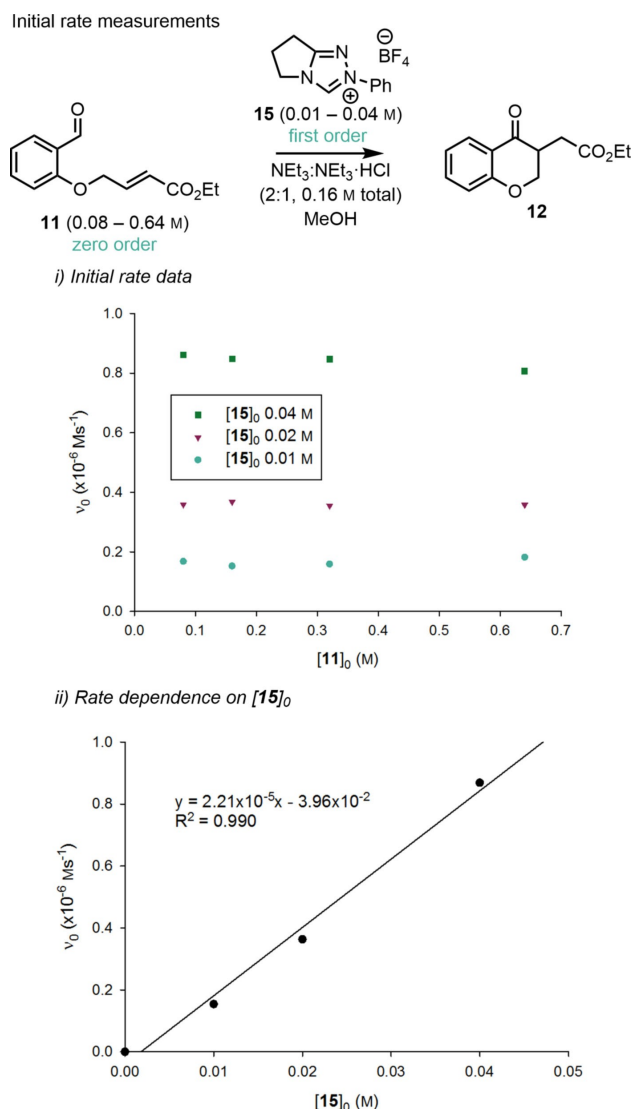 Initial rate measurements
N
N
N
Ph
⊕
⊖
BF4
15 (0.01 – 0.04 M)
first order
NEt3:NEt3·HCl
(2:1, 0.16 M total)
MeOH
O
O
CO2Et
11 (0.08 – 0.64 M)
zero order
O
O
CO2Et
12
i) Initial rate data
1.0
0.8
0.6
0.4
0.2
0.0
ν0 (x10-6 Ms-1)
[15]0 0.04 M
[15]0 0.02 M
[15]0 0.01 M
0.0 0.1 0.2 0.3 0.4 0.5 0.6 0.7
[11]0 (M)
ii) Rate dependence on [15]0
1.0
0.8
0.6
0.4
0.2
0.0
ν0 (x10-6 Ms-1)
y = 2.21x10-5x - 3.96x10-2
R2 = 0.990
0.00 0.01 0.02 0.03 0.04 0.05
[15]0 (M)